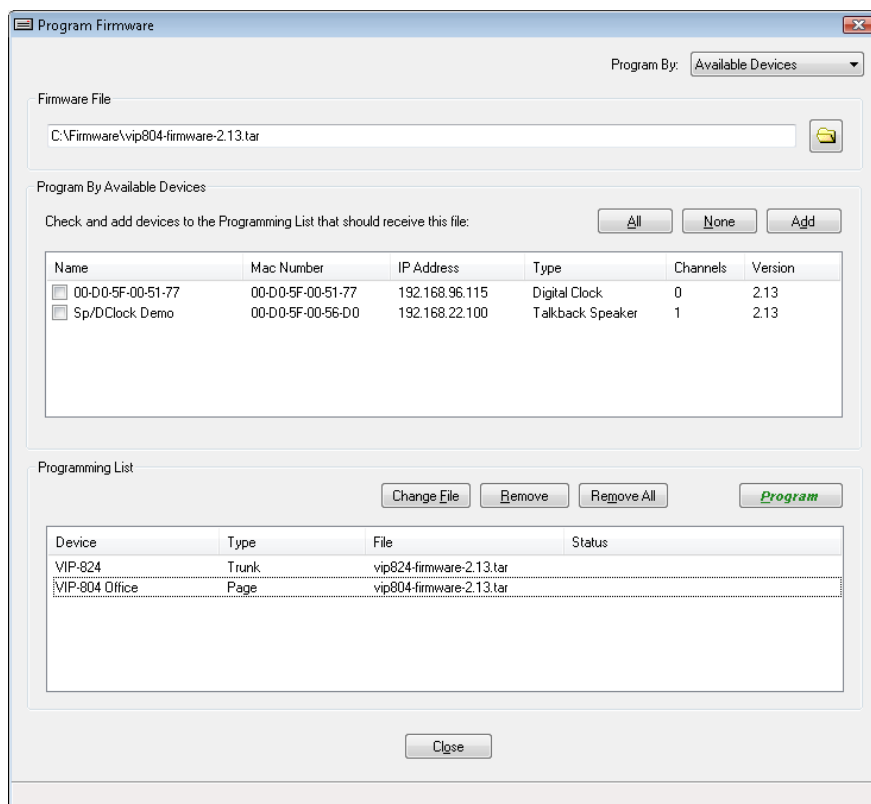 Program Firmware
Program By: Available Devices
Firmware File
C:\Firmware\vip804-firmware-2.13.tar
Program By Available Devices
Check and add devices to the Programming List that should receive this file: All None Add
Name Mac Number IP Address Type Channels Version
00-D0-5F-00-51-77 00-D0-5F-00-51-77 192.168.96.115 Digital Clock 0 2.13
Sp/DClock Demo 00-D0-5F-00-56-D0 192.168.22.100 Talkback Speaker 1 2.13
Programming List
Change File Remove Remove All Program
Device Type File Status
VIP-824 Trunk vip824-firmware-2.13.tar
VIP-804 Office Page vip804-firmware-2.13.tar
Close